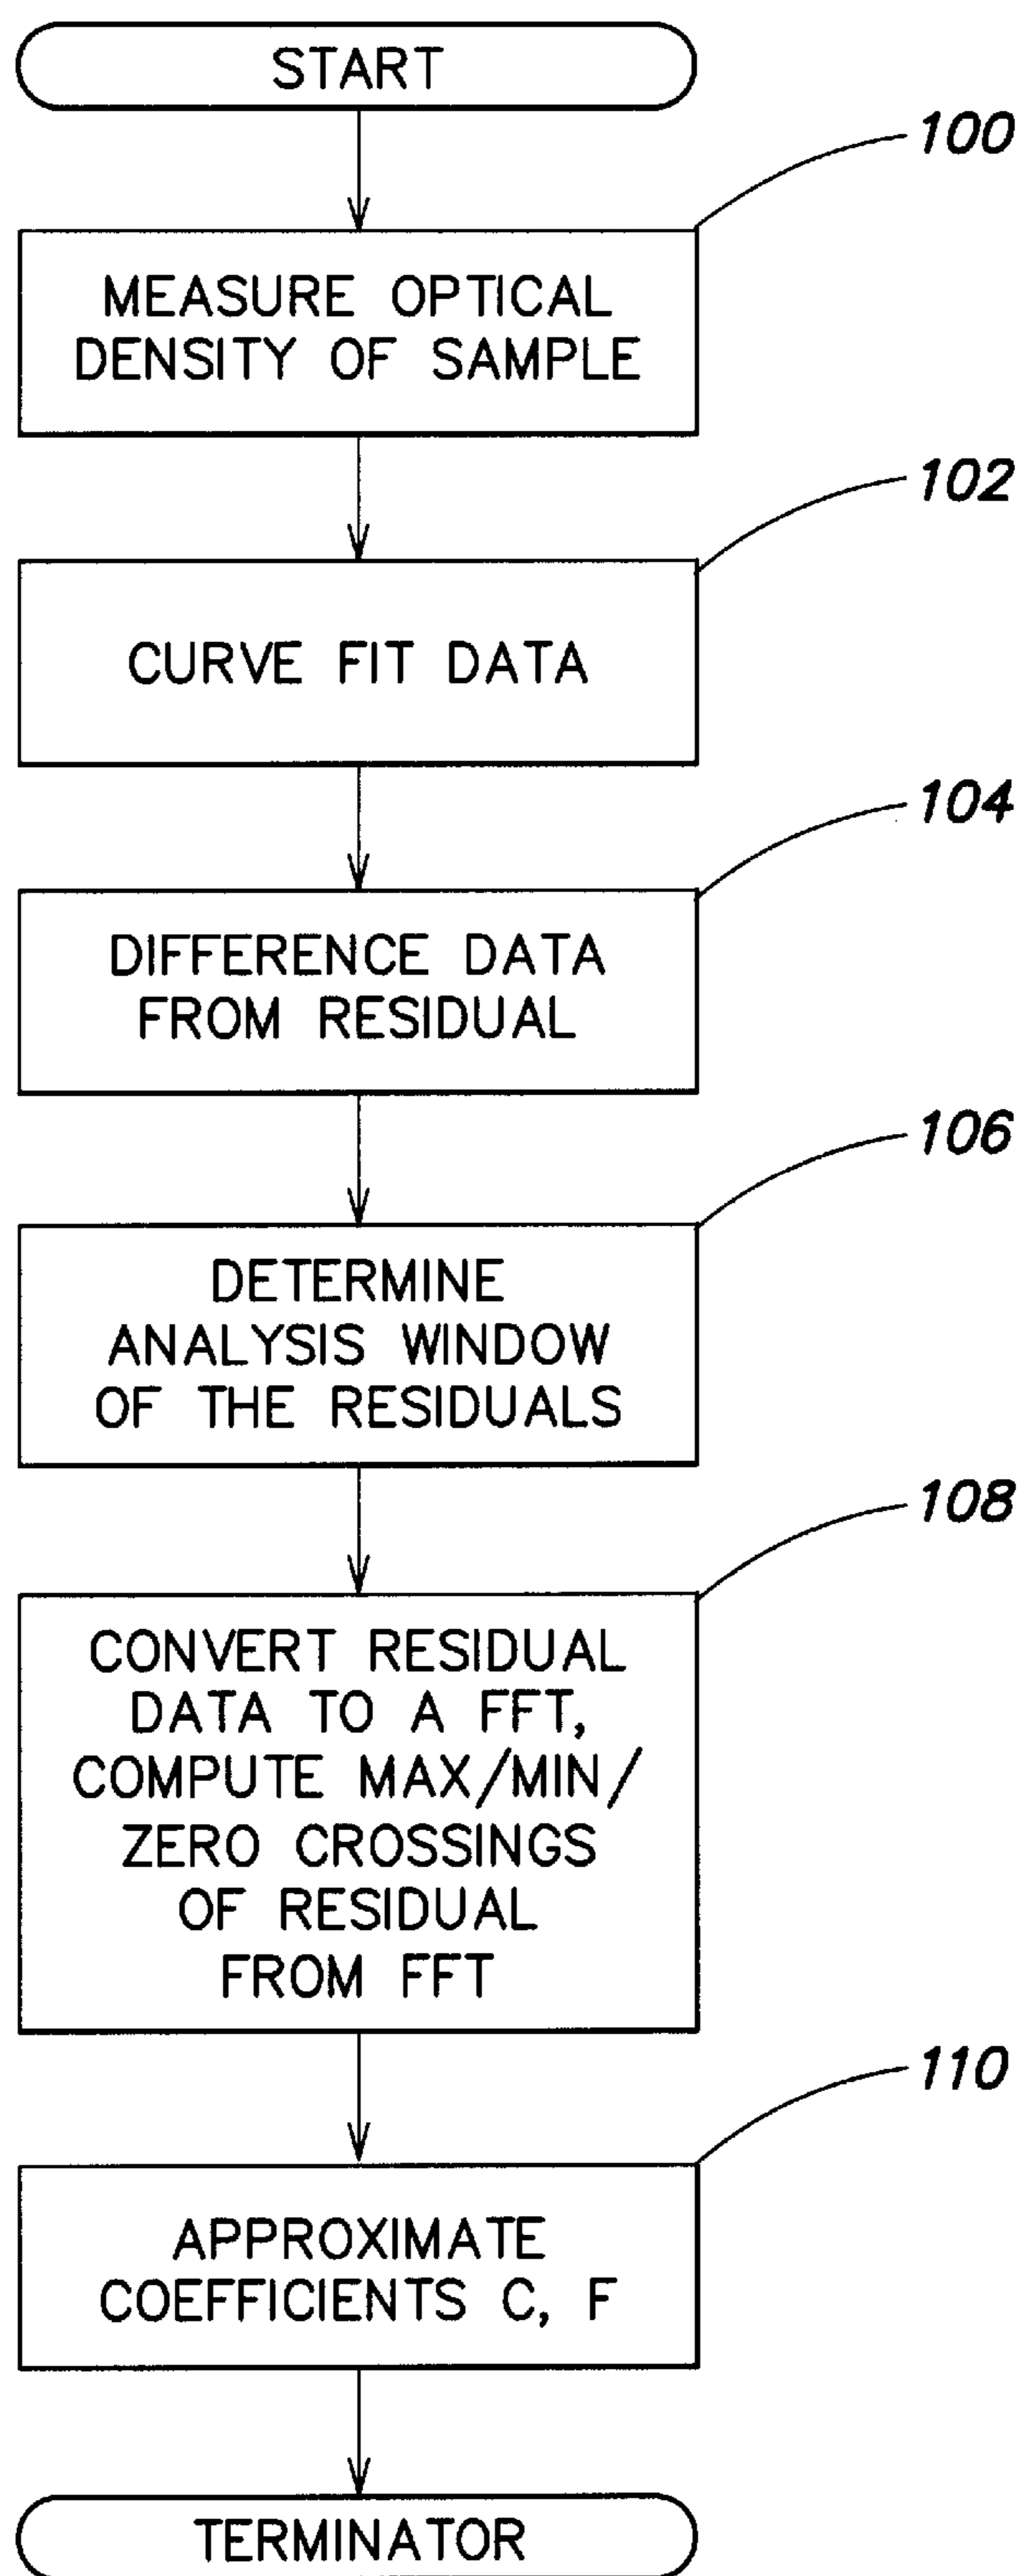 START
100
MEASURE OPTICAL
DENSITY OF SAMPLE
102
CURVE FIT DATA
104
DIFFERENCE DATA
FROM RESIDUAL
106
DETERMINE
ANALYSIS WINDOW
OF THE RESIDUALS
108
CONVERT RESIDUAL
DATA TO A FFT,
COMPUTE MAX/MIN/
ZERO CROSSINGS
OF RESIDUAL
FROM FFT
110
APPROXIMATE
COEFFICIENTS C, F
TERMINATOR